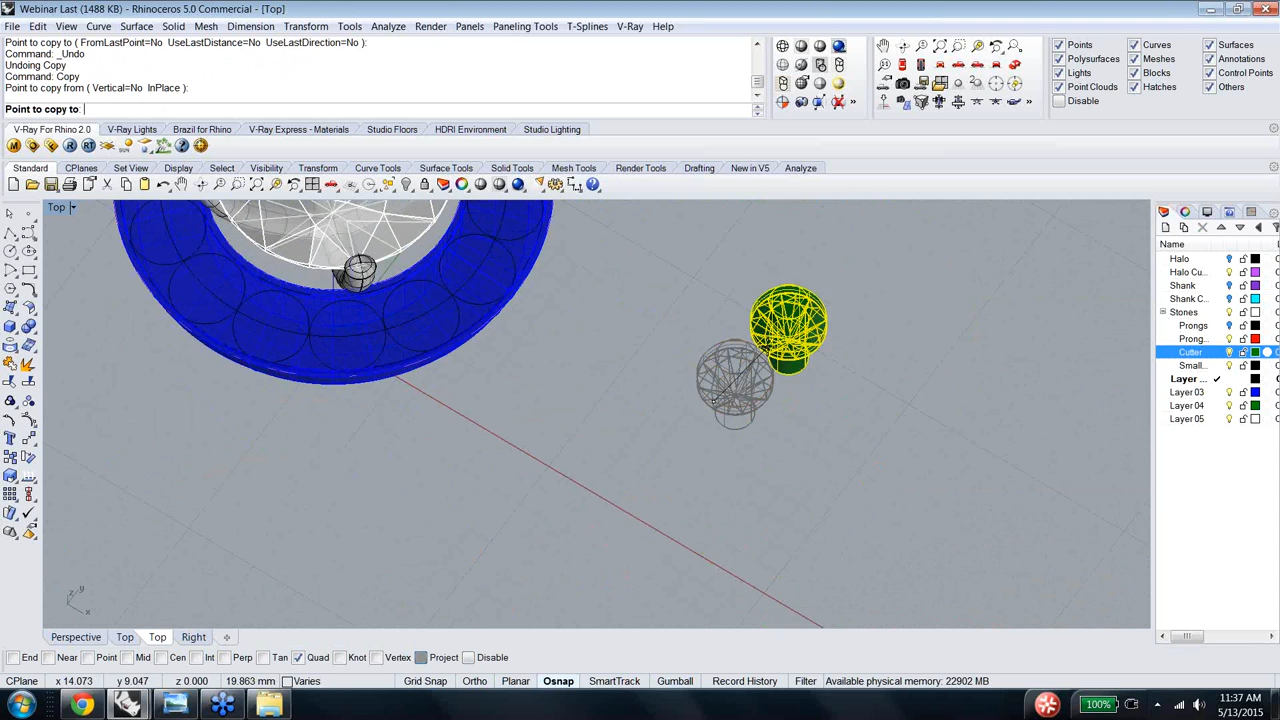 Webinar Last (1488 KB) - Rhinoceros 5.0 Commercial - [Top]
File Edit View Curve Surface Solid Mesh Dimension Transform Tools Analyze Render Panels Paneling Tools T-Splines V-Ray Help
Point to copy to ( FromLastPoint=No UseLastDistance=No UseLastDirection=No ):
Command: _Undo
Undoing Copy
Command: Copy
Point to copy from ( Vertical=No InPlace ):
Point to copy to:
Points Curves Surfaces
Polysurfaces Meshes Annotations
Lights Blocks Control Points
Point Clouds Hatches Others
Disable
V-Ray For Rhino 2.0 V-Ray Lights Brazil for Rhino V-Ray Express - Materials Studio Floors HDRI Environment Studio Lighting
Standard CPlanes Set View Display Select Visibility Transform Curve Tools Surface Tools Solid Tools Mesh Tools Render Tools Drafting New in V5 Analyze
Top
Name
Halo
Halo Cu...
Shank
Shank C...
Stones
Prongs
Prong...
Cutter
Small...
Layer ...
Layer 03
Layer 04
Layer 05
z y
x
Perspective Top Top Right
End Near Point Mid Cen Int Perp Tan Quad Knot Vertex Project Disable
CPlane x 14.073 y 9.047 z 0.000 19.863 mm Varies Grid Snap Ortho Planar Osnap SmartTrack Gumball Record History Filter Available physical memory: 22902 MB
100%
11:37 AM
5/13/2015